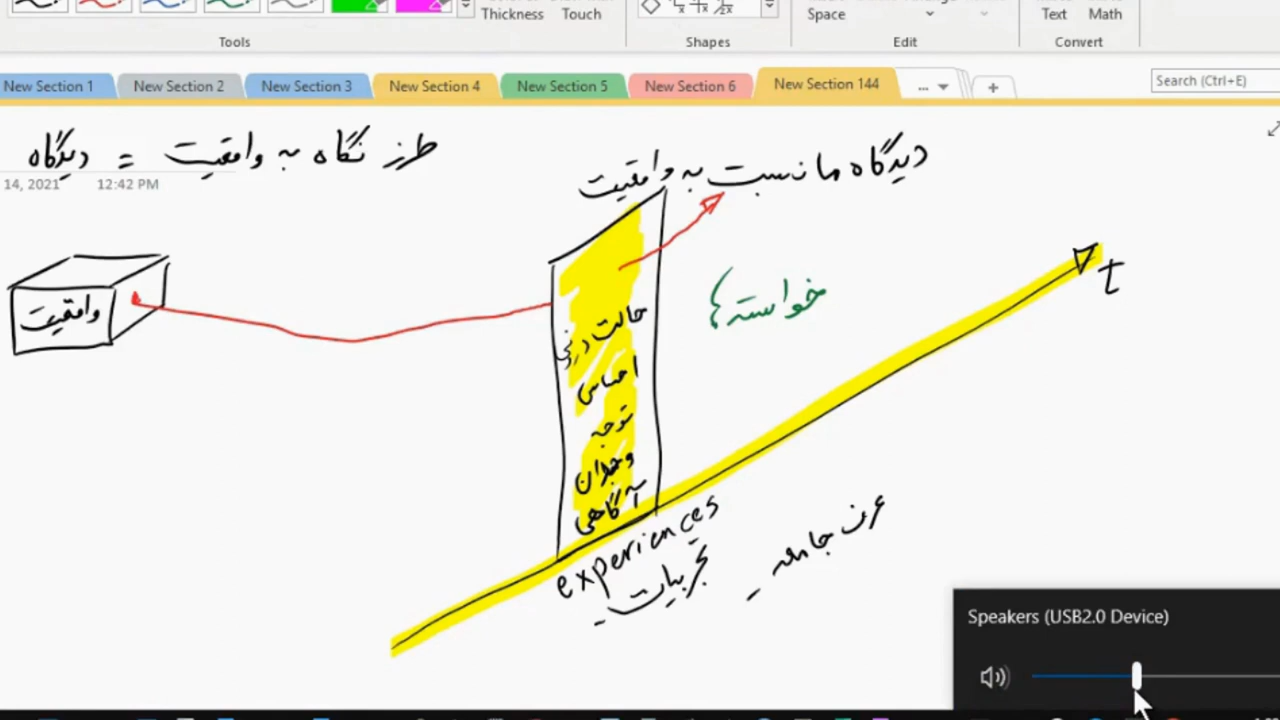 Thickness
Touch
Space
Text
Math
Tools
Shapes
Edit
Convert
New Section 1
New Section 2
New Section 3
New Section 4
New Section 5
New Section 6
New Section 144
...
Search (Ctrl+E)
طرز نگاه به واقعیت = دیدگاه
14, 2021
12:42 PM
دیدگاه ما نسبت به واقعیت
t
خواسته‌ها
واقعیت
حالت درونی
احساس
توجه
وجدان
آگاهی
experiences
تجربیات -
عرف جامعه -
Speakers (USB2.0 Device)